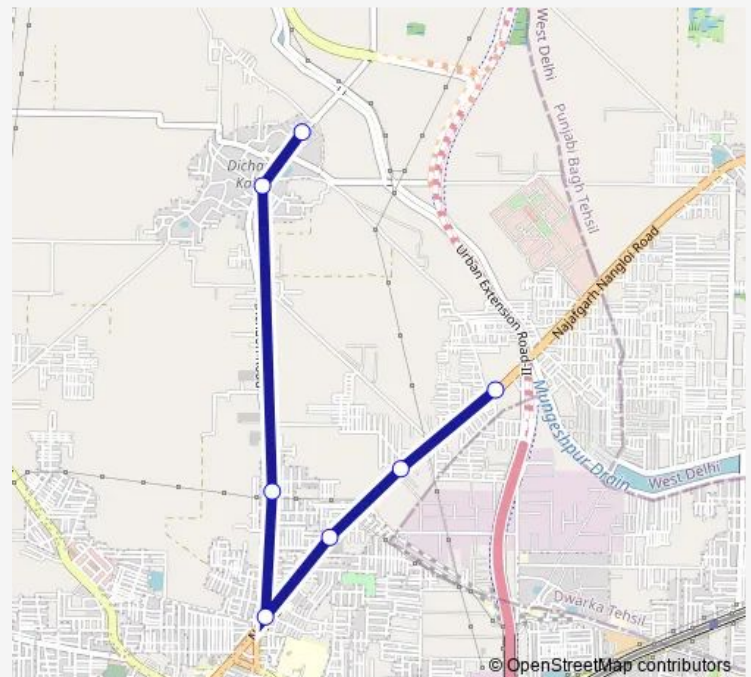 West Delhi
Punjabi Bagh Tehsil
Dicha
Ka
Najafgarh Nangloi Road
Urban Extension Road-II
Mungeshpur Drain
West Delhi
Dwarka Tehsil
© OpenStreetMap contributors